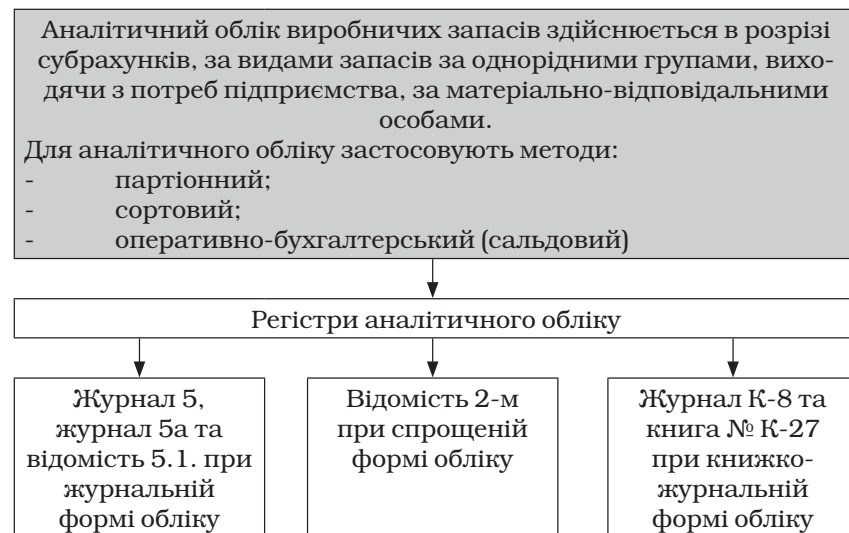 Аналітичний облік виробничих запасів здійснюється в розрізі
субрахунків, за видами запасів за однорідними групами, вихо-
дячи з потреб підприємства, за матеріально-відповідальними
особами.
Для аналітичного обліку застосовують методи:
- партіонний;
- сортовий;
- оперативно-бухгалтерський (сальдовий)
Регістри аналітичного обліку
Журнал 5,
журнал 5а та
відомість 5.1. при
журнальній
формі обліку
Відомість 2-м
при спрощеній
формі обліку
Журнал К-8 та
книга № К-27
при книжко-
журнальній
формі обліку